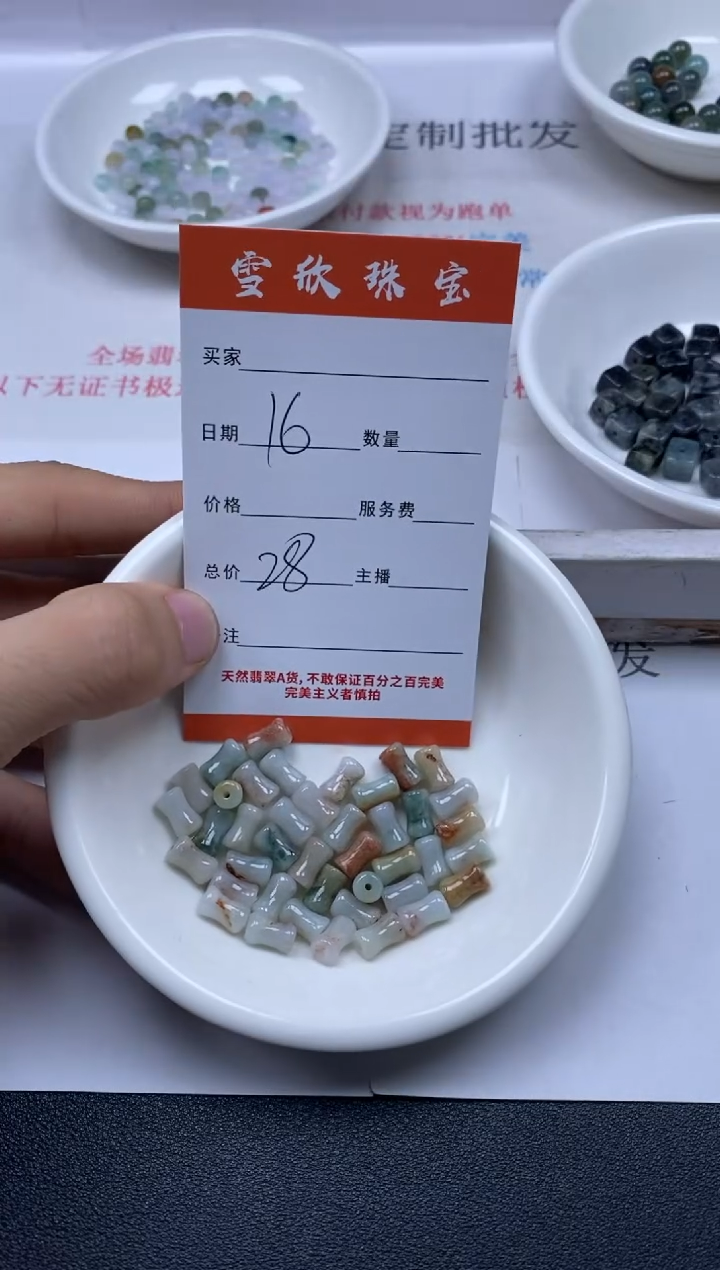 定制批发
付款视为跑单
完美
常
全场翡
以下无证书极
雪欣珠宝
买家
日期 16 数量
价格 服务费
总价 28 主播
注
天然翡翠A货,不敢保证百分之百完美
完美主义者慎拍
发